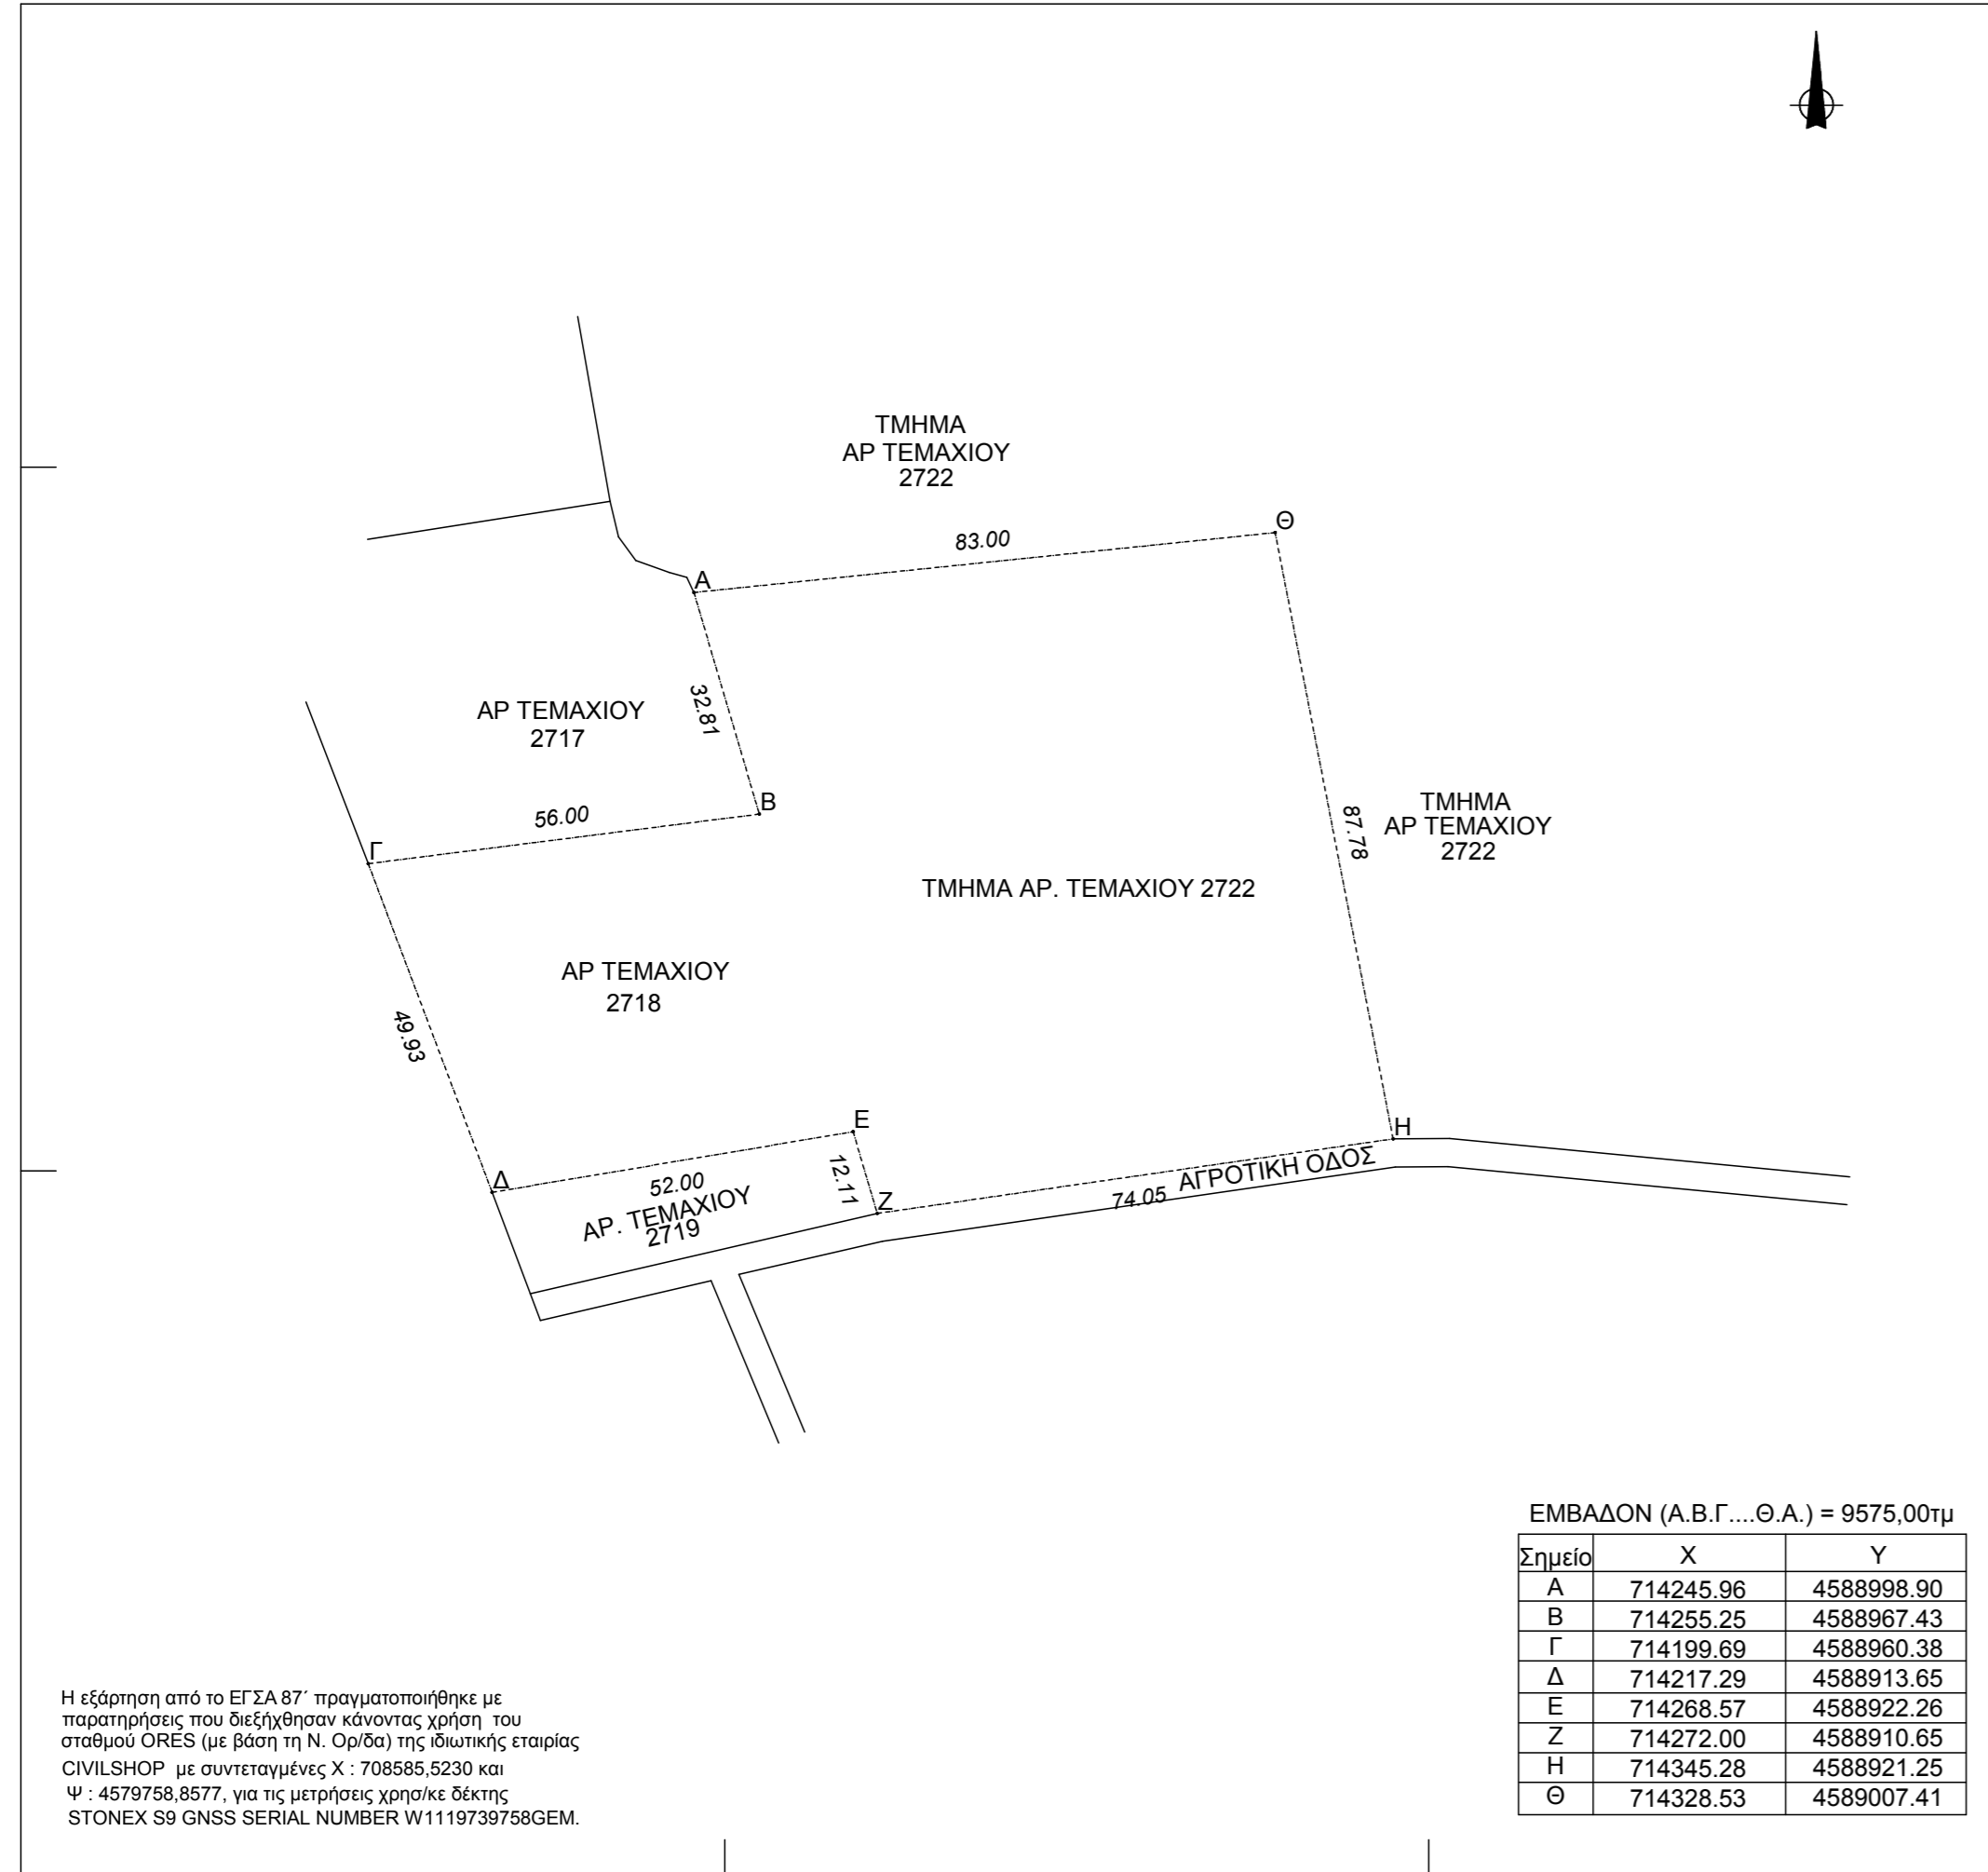 ΤΜΗΜΑ
ΑΡ ΤΕΜΑΧΙΟΥ
2722
Θ
83.00
Α
32.81
ΑΡ ΤΕΜΑΧΙΟΥ
2717
Β
56.00
Γ
87.78
ΤΜΗΜΑ
ΑΡ ΤΕΜΑΧΙΟΥ
2722
ΤΜΗΜΑ ΑΡ. ΤΕΜΑΧΙΟΥ 2722
ΑΡ ΤΕΜΑΧΙΟΥ
2718
49.93
Ε
Η
Δ
52.00
12.11
Ζ
74.05
ΑΓΡΟΤΙΚΗ ΟΔΟΣ
ΑΡ. ΤΕΜΑΧΙΟΥ
2719
ΕΜΒΑΔΟΝ (Α.Β.Γ....Θ.Α.) = 9575,00τμ
Σημείο X Y
Α 714245.96 4588998.90
Β 714255.25 4588967.43
Γ 714199.69 4588960.38
Δ 714217.29 4588913.65
Ε 714268.57 4588922.26
Ζ 714272.00 4588910.65
Η 714345.28 4588921.25
Θ 714328.53 4589007.41
Η εξάρτηση από το ΕΓΣΑ 87΄ πραγματοποιήθηκε με
παρατηρήσεις που διεξήχθησαν κάνοντας χρήση του
σταθμού ORES (με βάση τη Ν. Ορ/δα) της ιδιωτικής εταιρίας
CIVILSHOP με συντεταγμένες Χ : 708585,5230 και
Ψ : 4579758,8577, για τις μετρήσεις χρησ/κε δέκτης
STONEX S9 GNSS SERIAL NUMBER W1119739758GEM.